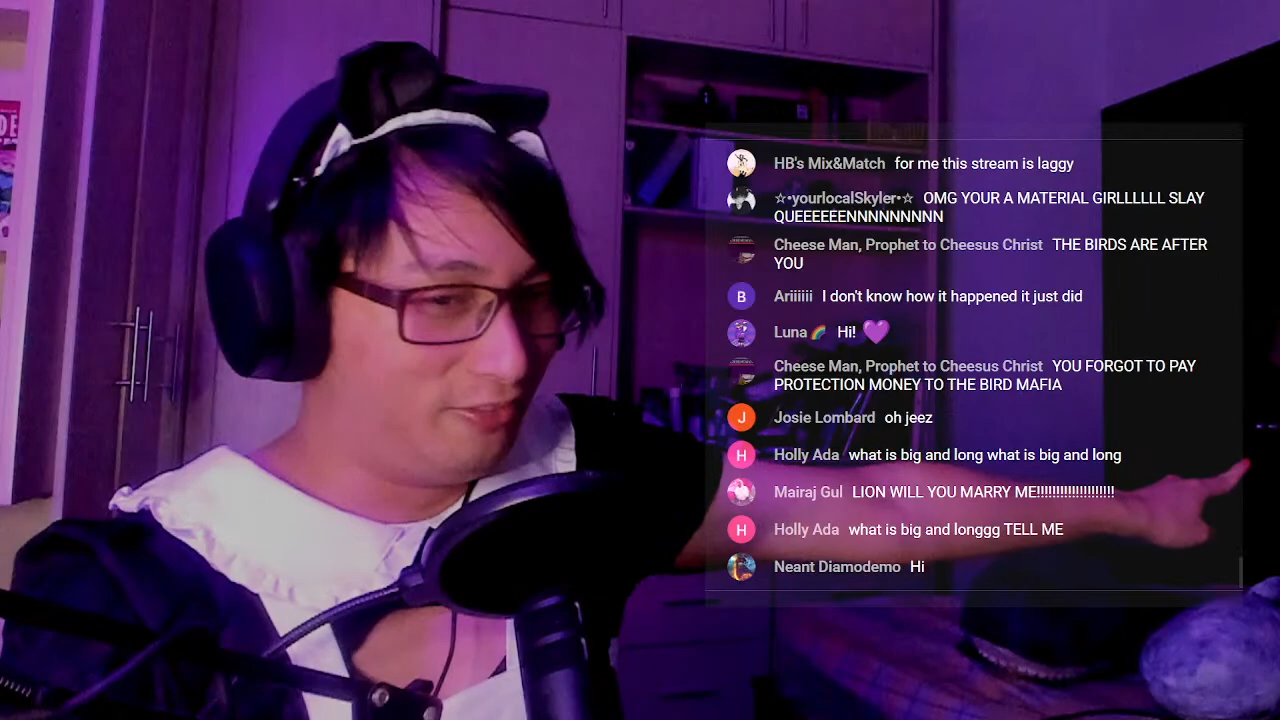 DE
HB's Mix&Match for me this stream is laggy
☆•yourlocalSkyler•☆ OMG YOUR A MATERIAL GIRLLLLLL SLAY
QUEEEEEENNNNNNNNN
Cheese Man, Prophet to Cheesus Christ THE BIRDS ARE AFTER
YOU
B Ariiiiii I don't know how it happened it just did
Luna🌈 Hi! 💜
Cheese Man, Prophet to Cheesus Christ YOU FORGOT TO PAY
PROTECTION MONEY TO THE BIRD MAFIA
J Josie Lombard oh jeez
H Holly Ada what is big and long what is big and long
Mairaj Gul LION WILL YOU MARRY ME!!!!!!!!!!!!!!!!!!!
H Holly Ada what is big and longgg TELL ME
Neant Diamodemo Hi